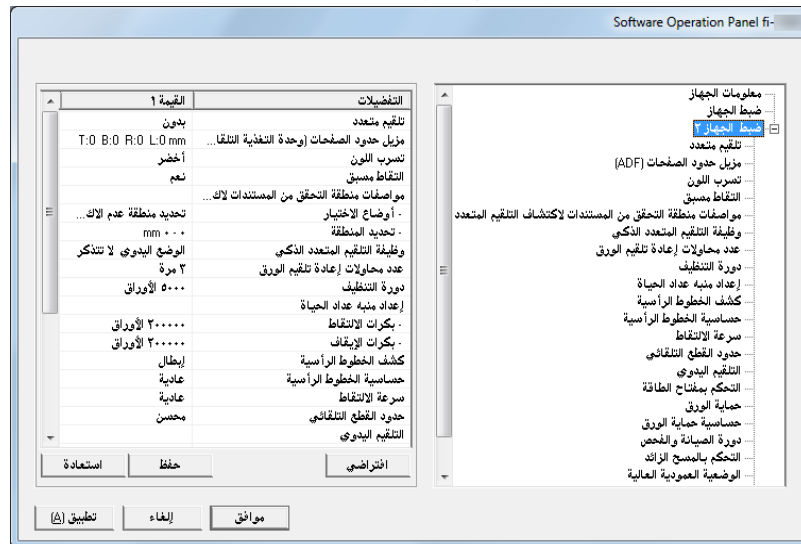 Software Operation Panel fi-
معلومات الجهاز
ضبط الجهاز
ضبط الجهاز ٢
تلقيم متعدد
مزيل حدود الصفحات (ADF)
تسرب اللون
التقاط مسبق
مواصفات منطقة التحقق من المستندات لاكتشاف التلقيم المتعدد
وظيفة التلقيم المتعدد الذكي
عدد محاولات إعادة تلقيم الورق
دورة التنظيف
إعداد منبه عداد الحياة
كشف الخطوط الرأسية
حساسية الخطوط الرأسية
سرعة الالتقاط
حدود القطع التلقائي
التلقيم اليدوي
التحكم بمفتاح الطاقة
حماية الورق
حساسية حماية الورق
دورة الصيانة والفحص
التحكم بالمسح الزائد
الوضعية العمودية العالية
التفضيلات القيمة ١
تلقيم متعدد بدون
مزيل حدود الصفحات (وحدة التغذية التلقا... T:0 B:0 R:0 L:0 mm
تسرب اللون أخضر
التقاط مسبق نعم
مواصفات منطقة التحقق من المستندات لاك...
- أوضاع الاختيار تحديد منطقة عدم الاك...
- تحديد المنطقة ٠ ٠ ٠ mm
وظيفة التلقيم المتعدد الذكي الوضع اليدوي لا تتذكر
عدد محاولات إعادة تلقيم الورق ٣ مرة
دورة التنظيف ٥٠٠٠ الأوراق
إعداد منبه عداد الحياة
- بكرات الالتقاط ٢٠٠٠٠٠ الأوراق
- بكرات الإيقاف ٢٠٠٠٠٠ الأوراق
كشف الخطوط الرأسية إبطال
حساسية الخطوط الرأسية عادية
سرعة الالتقاط عادية
حدود القطع التلقائي محسن
التلقيم اليدوي
افتراضي حفظ استعادة
موافق إلغاء تطبيق (A)